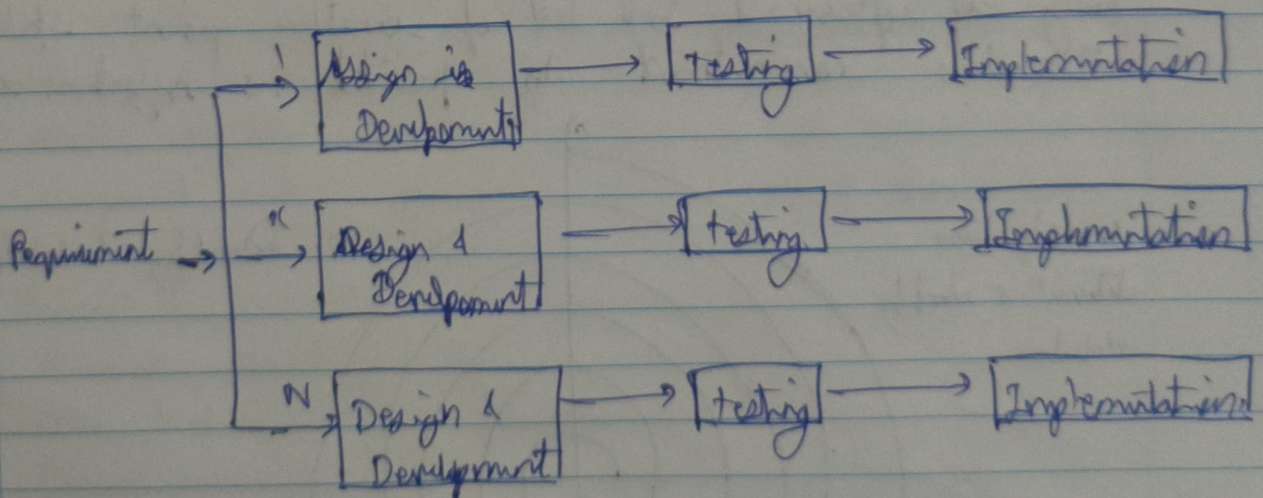 1
Assign is
Development
testing
Implementation
Requirement
x
Design &
Development
testing
Implementation
N
Design &
Development
testing
Implementation